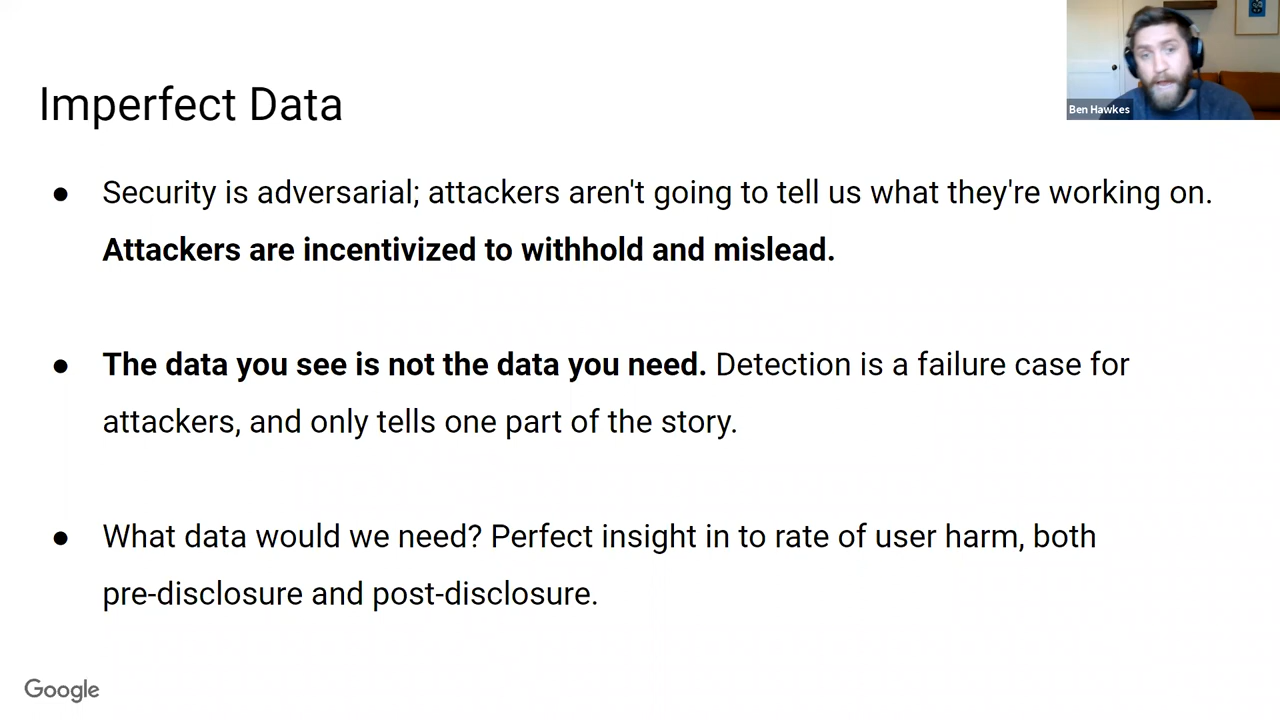 Ben Hawkes
Imperfect Data
● Security is adversarial; attackers aren't going to tell us what they're working on.
Attackers are incentivized to withhold and mislead.
● The data you see is not the data you need. Detection is a failure case for
attackers, and only tells one part of the story.
● What data would we need? Perfect insight in to rate of user harm, both
pre-disclosure and post-disclosure.
Google